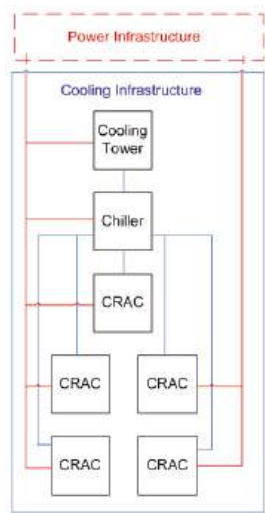 Power Infrastructure
Cooling Infrastructure
Cooling
Tower
Chiller
CRAC
CRAC
CRAC
CRAC
CRAC